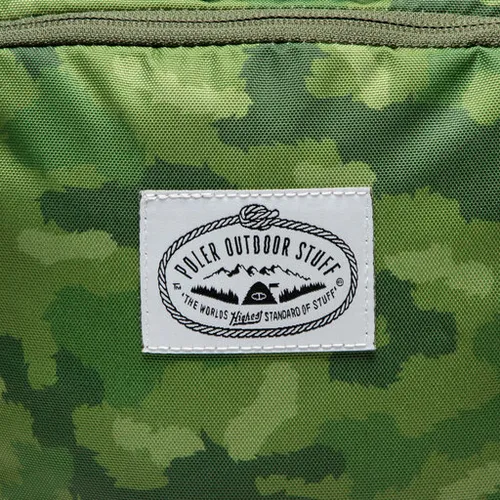 POLER OUTDOOR STUFF
"THE WORLDS Highest STANDARD OF STUFF" ®